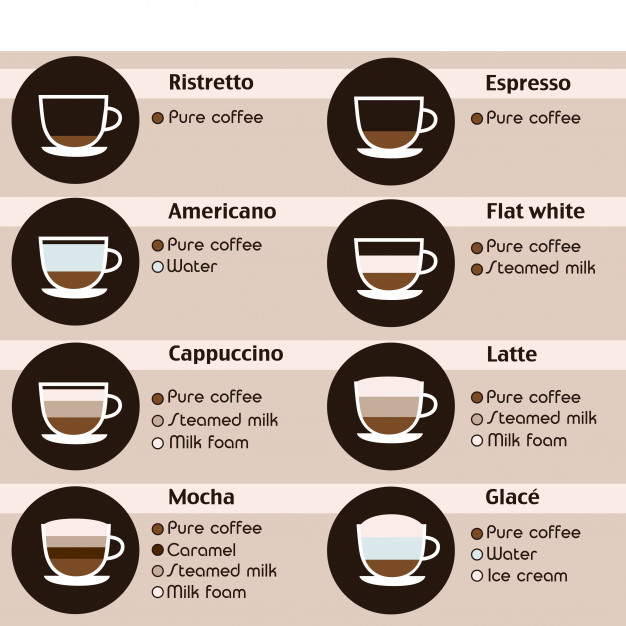 Ristretto
Pure coffee
Espresso
Pure coffee
Americano
Pure coffee
Water
Flat white
Pure coffee
Steamed milk
Cappuccino
Pure coffee
Steamed milk
Milk foam
Latte
Pure coffee
Steamed milk
Milk foam
Mocha
Pure coffee
Caramel
Steamed milk
Milk foam
Glacé
Pure coffee
Water
Ice cream